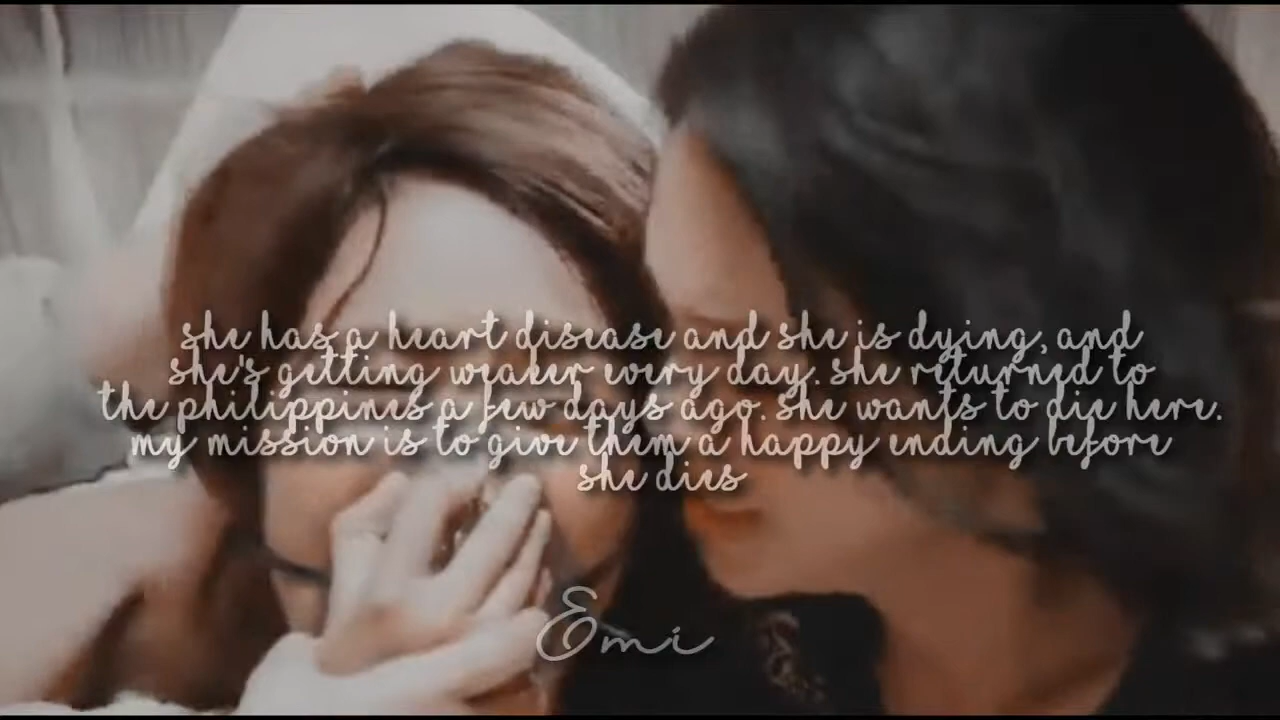 she has a heart disease and she is dying, and
she's getting weaker every day. she returned to
the philippines a few days ago. she wants to die here.
my mission is to give them a happy ending before
she dies
Emi